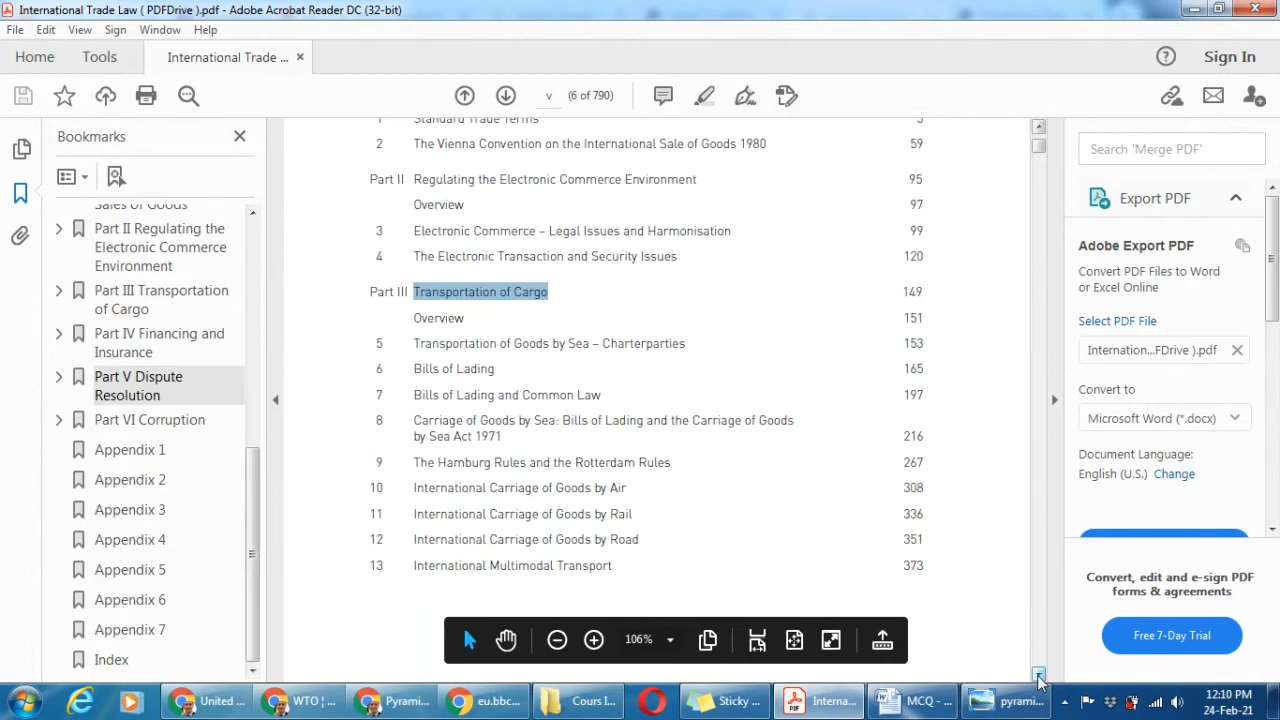 International Trade Law ( PDFDrive ).pdf - Adobe Acrobat Reader DC (32-bit)
File Edit View Sign Window Help
Home Tools International Trade ... × Sign In
v (6 of 790)
Bookmarks
Sales of Goods
Part II Regulating the
Electronic Commerce
Environment
Part III Transportation
of Cargo
Part IV Financing and
Insurance
Part V Dispute
Resolution
Part VI Corruption
Appendix 1
Appendix 2
Appendix 3
Appendix 4
Appendix 5
Appendix 6
Appendix 7
Index
1 Standard Trade Terms 3
2 The Vienna Convention on the International Sale of Goods 1980 59
Part II Regulating the Electronic Commerce Environment 95
Overview 97
3 Electronic Commerce – Legal Issues and Harmonisation 99
4 The Electronic Transaction and Security Issues 120
Part III Transportation of Cargo 149
Overview 151
5 Transportation of Goods by Sea – Charterparties 153
6 Bills of Lading 165
7 Bills of Lading and Common Law 197
8 Carriage of Goods by Sea: Bills of Lading and the Carriage of Goods
by Sea Act 1971 216
9 The Hamburg Rules and the Rotterdam Rules 267
10 International Carriage of Goods by Air 308
11 International Carriage of Goods by Rail 336
12 International Carriage of Goods by Road 351
13 International Multimodal Transport 373
106%
Search 'Merge PDF'
Export PDF
Adobe Export PDF
Convert PDF Files to Word
or Excel Online
Select PDF File
Internation...FDrive ).pdf
Convert to
Microsoft Word (*.docx)
Document Language:
English (U.S.) Change
Convert, edit and e-sign PDF
forms & agreements
Free 7-Day Trial
United ... WTO |... Pyrami... eu.bbc... Cours I... Sticky ... Interna... MCQ - ... pyrami...
12:10 PM
24-Feb-21